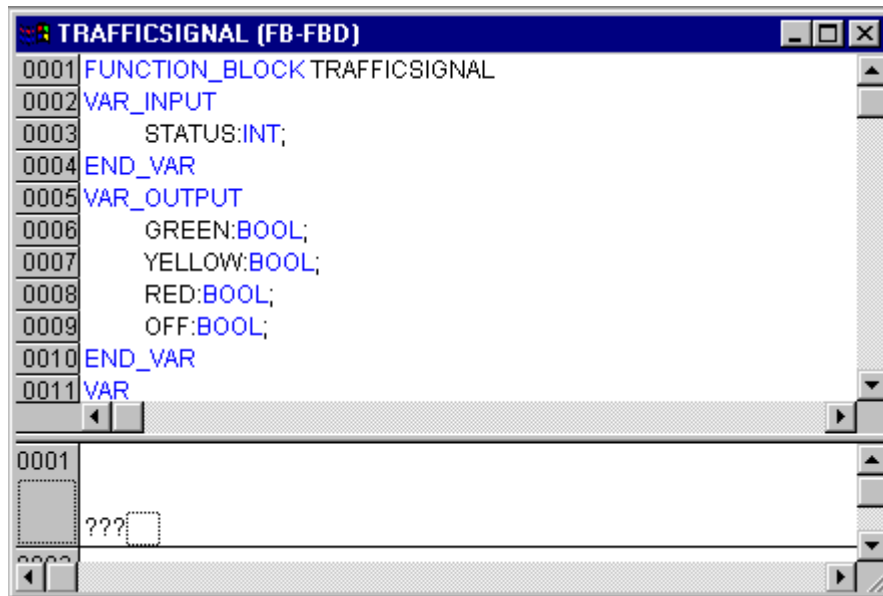 TRAFFICSIGNAL (FB-FBD)
0001 FUNCTION_BLOCK TRAFFICSIGNAL
0002 VAR_INPUT
0003 STATUS:INT;
0004 END_VAR
0005 VAR_OUTPUT
0006 GREEN:BOOL;
0007 YELLOW:BOOL;
0008 RED:BOOL;
0009 OFF:BOOL;
0010 END_VAR
0011 VAR
0001
???